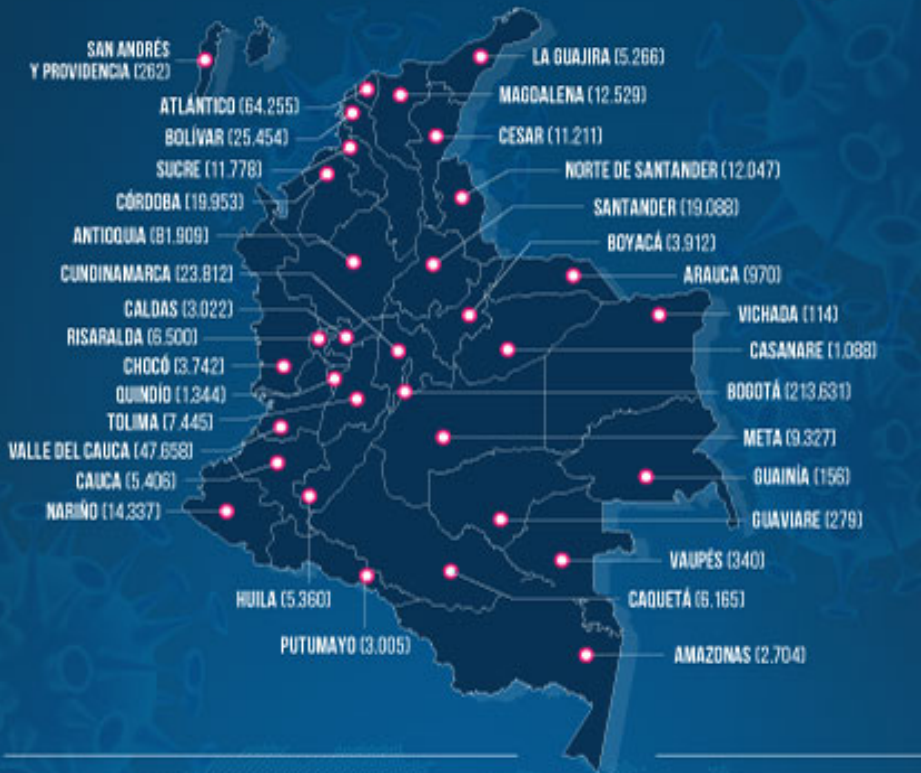 SAN ANDRÉS
Y PROVIDENCIA (262)
ATLÁNTICO (64.255)
BOLÍVAR (25.454)
SUCRE (11.778)
CÓRDOBA (19.953)
ANTIOQUIA (81.909)
CUNDINAMARCA (23.812)
CALDAS (3.022)
RISARALDA (6.500)
CHOCÓ (3.742)
QUINDÍO (1.344)
TOLIMA (7.445)
VALLE DEL CAUCA (47.658)
CAUCA (5.406)
NARIÑO (14.337)
HUILA (5.360)
PUTUMAYO (3.005)
LA GUAJIRA (5.266)
MAGDALENA (12.529)
CESAR (11.211)
NORTE DE SANTANDER (12.047)
SANTANDER (19.088)
BOYACÁ (3.912)
ARAUCA (970)
VICHADA (114)
CASANARE (1.088)
BOGOTÁ (213.631)
META (9.327)
GUAINÍA (156)
GUAVIARE (279)
VAUPÉS (340)
CAQUETÁ (6.165)
AMAZONAS (2.704)